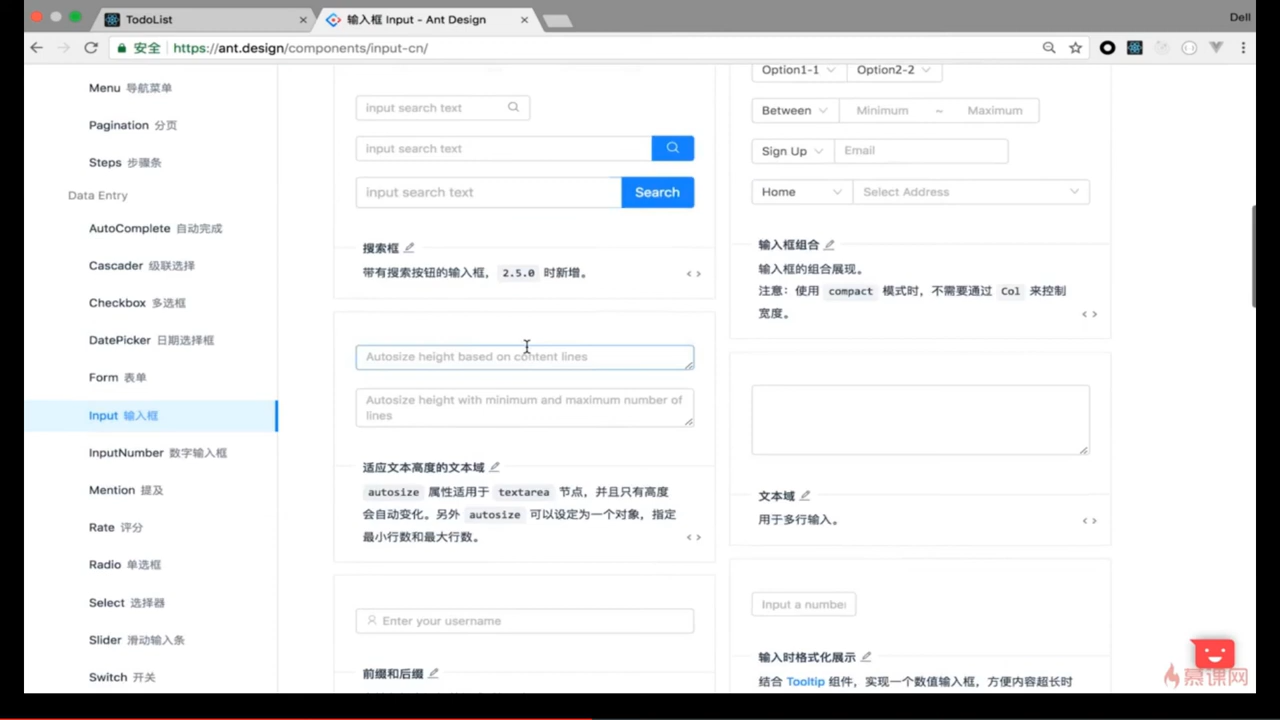 TodoList
输入框 Input - Ant Design
Dell
安全
https://ant.design/components/input-cn/
Menu 导航菜单
Pagination 分页
Steps 步骤条
Data Entry
AutoComplete 自动完成
Cascader 级联选择
Checkbox 多选框
DatePicker 日期选择框
Form 表单
Input 输入框
InputNumber 数字输入框
Mention 提及
Rate 评分
Radio 单选框
Select 选择器
Slider 滑动输入条
Switch 开关
input search text
input search text
input search text Search
搜索框
带有搜索按钮的输入框， 2.5.0 时新增。
Autosize height based on content lines
Autosize height with minimum and maximum number of
lines
适应文本高度的文本域
autosize 属性适用于 textarea 节点，并且只有高度
会自动变化。另外 autosize 可以设定为一个对象，指定
最小行数和最大行数。
Enter your username
前缀和后缀
Option1-1 Option2-2
Between Minimum ~ Maximum
Sign Up Email
Home Select Address
输入框组合
输入框的组合展现。
注意：使用 compact 模式时，不需要通过 Col 来控制
宽度。
文本域
用于多行输入。
Input a number
输入时格式化展示
结合 Tooltip 组件，实现一个数值输入框，方便内容超长时
慕课网